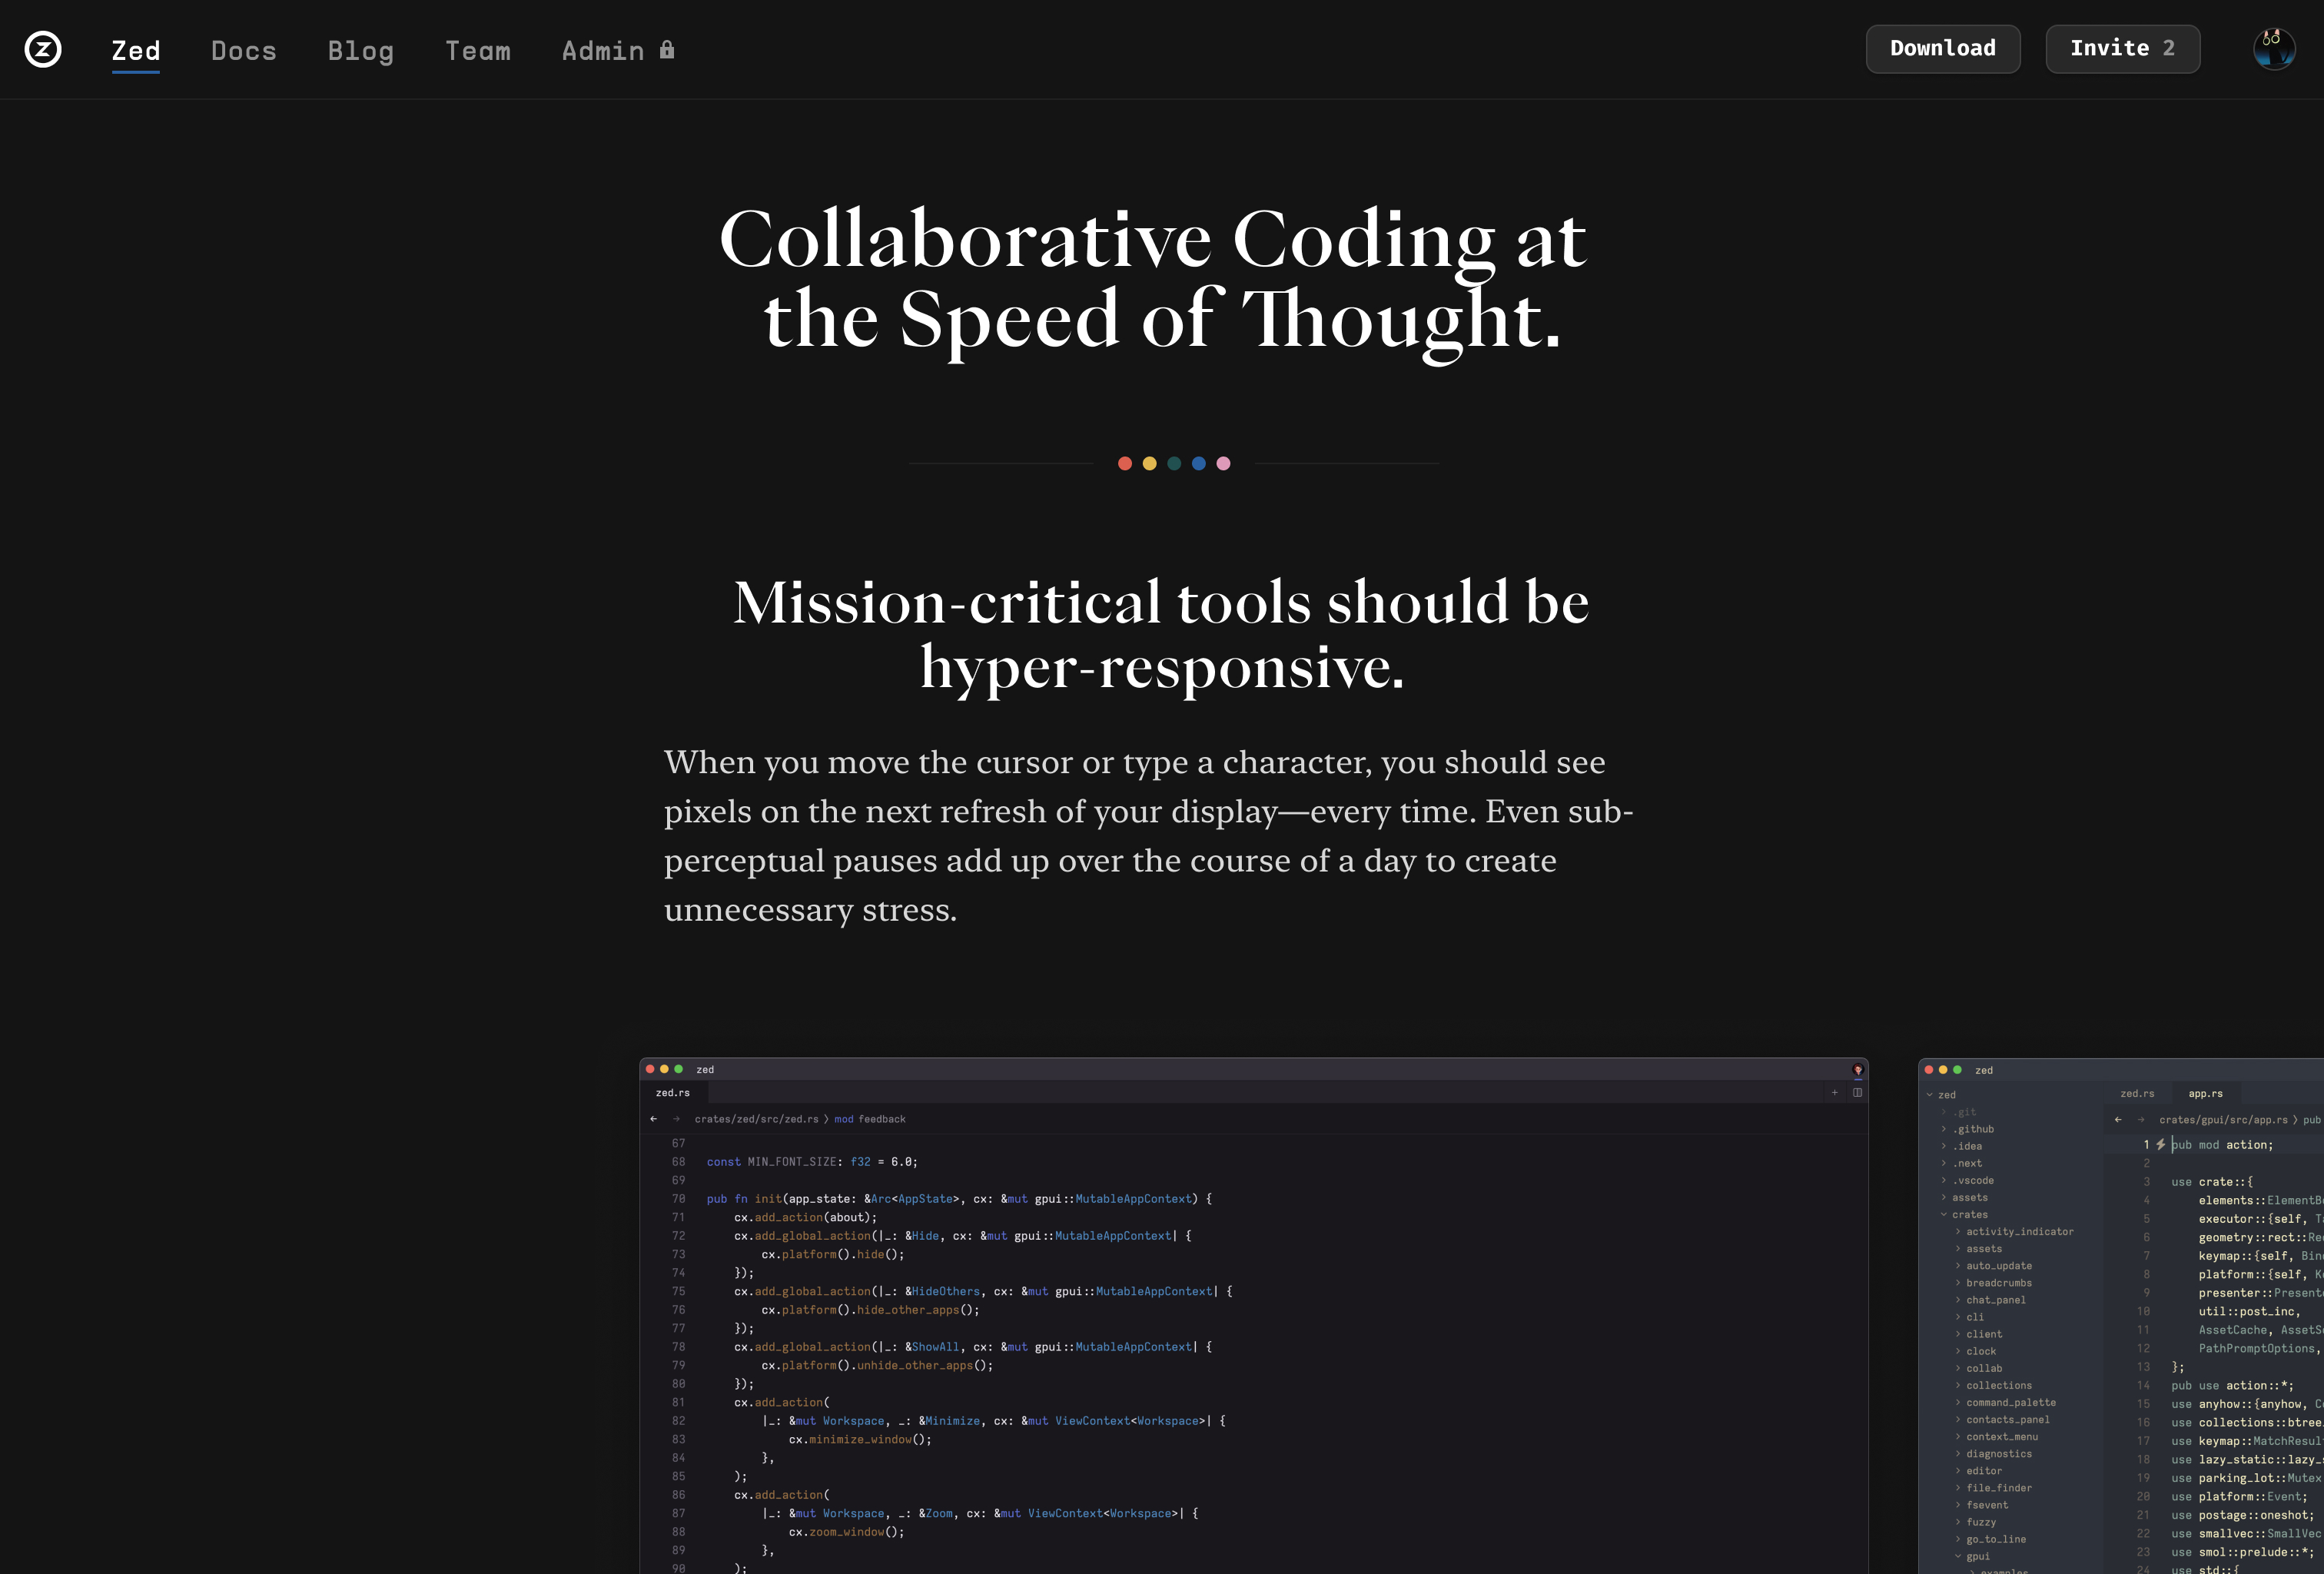 Zed Docs Blog Team Admin Download Invite 2
Collaborative Coding at
the Speed of Thought.
Mission-critical tools should be
hyper-responsive.
When you move the cursor or type a character, you should see
pixels on the next refresh of your display—every time. Even sub-
perceptual pauses add up over the course of a day to create
unnecessary stress.
zed
zed.rs
crates/zed/src/zed.rs › mod feedback
67
68 const MIN_FONT_SIZE: f32 = 6.0;
69
70 pub fn init(app_state: &Arc<AppState>, cx: &mut gpui::MutableAppContext) {
71 cx.add_action(about);
72 cx.add_global_action(|_: &Hide, cx: &mut gpui::MutableAppContext| {
73 cx.platform().hide();
74 });
75 cx.add_global_action(|_: &HideOthers, cx: &mut gpui::MutableAppContext| {
76 cx.platform().hide_other_apps();
77 });
78 cx.add_global_action(|_: &ShowAll, cx: &mut gpui::MutableAppContext| {
79 cx.platform().unhide_other_apps();
80 });
81 cx.add_action(
82 |_: &mut Workspace, _: &Minimize, cx: &mut ViewContext<Workspace>| {
83 cx.minimize_window();
84 },
85 );
86 cx.add_action(
87 |_: &mut Workspace, _: &Zoom, cx: &mut ViewContext<Workspace>| {
88 cx.zoom_window();
89 },
90 );
zed
zed
.git
.github
.idea
.next
.vscode
assets
crates
activity_indicator
assets
auto_update
breadcrumbs
chat_panel
cli
client
clock
collab
collections
command_palette
contacts_panel
context_menu
diagnostics
editor
file_finder
fsevent
fuzzy
go_to_line
gpui
zed.rs app.rs
crates/gpui/src/app.rs › pub
1 pub mod action;
2
3 use crate::{
4 elements::ElementB
5 executor::{self, T
6 geometry::rect::Re
7 keymap::{self, Bin
8 platform::{self, K
9 presenter::Present
10 util::post_inc,
11 AssetCache, AssetS
12 PathPromptOptions,
13 };
14 pub use action::*;
15 use anyhow::{anyhow, C
16 use collections::btree
17 use keymap::MatchResul
18 use lazy_static::lazy_
19 use parking_lot::Mutex
20 use platform::Event;
21 use postage::oneshot;
22 use smallvec::SmallVec
23 use smol::prelude::*;
24 use std::{